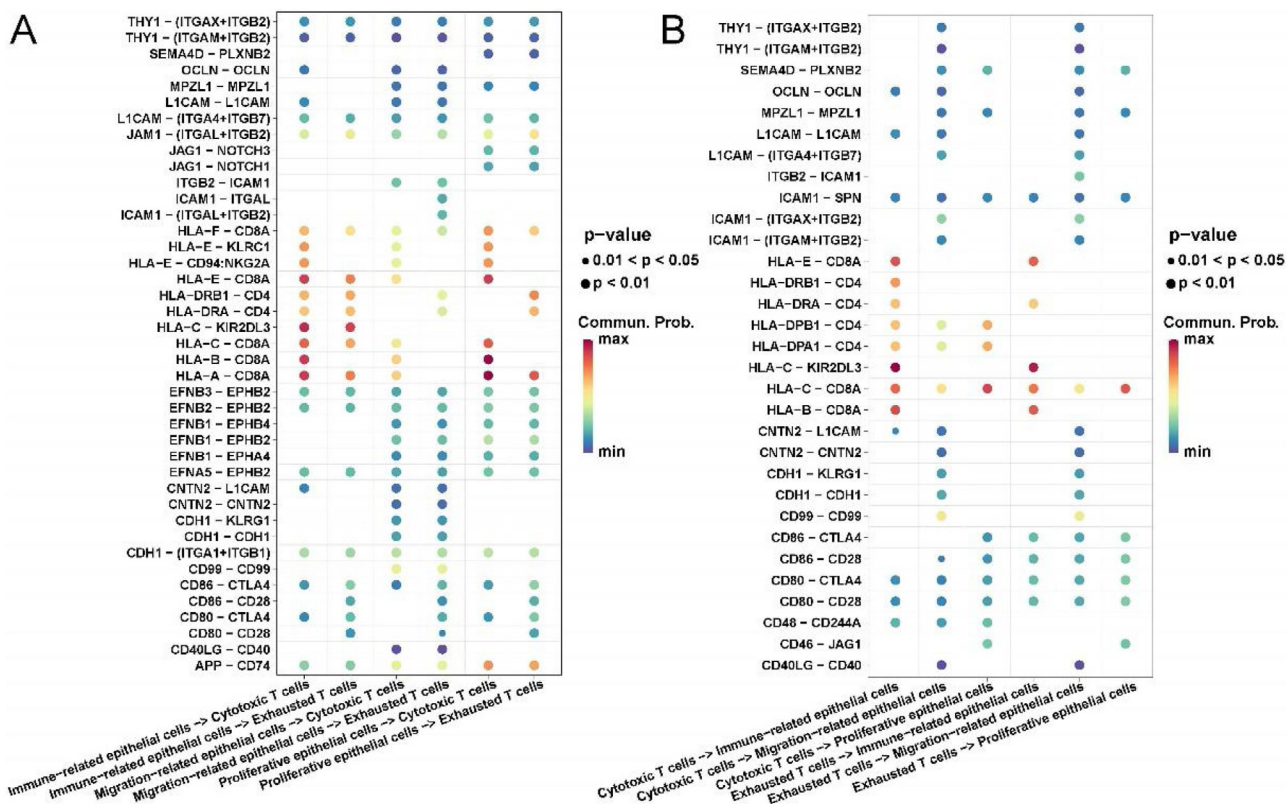 A
THY1 – (ITGAX+ITGB2)
THY1 – (ITGAM+ITGB2)
SEMA4D – PLXNB2
OCLN – OCLN
MPZL1 – MPZL1
L1CAM – L1CAM
L1CAM – (ITGA4+ITGB7)
JAM1 – (ITGAL+ITGB2)
JAG1 – NOTCH3
JAG1 – NOTCH1
ITGB2 – ICAM1
ICAM1 – ITGAL
ICAM1 – (ITGAL+ITGB2)
HLA–F – CD8A
HLA–E – KLRC1
HLA–E – CD94:NKG2A
HLA–E – CD8A
HLA–DRB1 – CD4
HLA–DRA – CD4
HLA–C – KIR2DL3
HLA–C – CD8A
HLA–B – CD8A
HLA–A – CD8A
EFNB3 – EPHB2
EFNB2 – EPHB2
EFNB1 – EPHB4
EFNB1 – EPHB2
EFNB1 – EPHA4
EFNA5 – EPHB2
CNTN2 – L1CAM
CNTN2 – CNTN2
CDH1 – KLRG1
CDH1 – CDH1
CDH1 – (ITGA1+ITGB1)
CD99 – CD99
CD86 – CTLA4
CD86 – CD28
CD80 – CTLA4
CD80 – CD28
CD40LG – CD40
APP – CD74
Immune–related epithelial cells –> Cytotoxic T cells
Immune–related epithelial cells –> Exhausted T cells
Migration–related epithelial cells –> Cytotoxic T cells
Migration–related epithelial cells –> Exhausted T cells
Proliferative epithelial cells –> Cytotoxic T cells
Proliferative epithelial cells –> Exhausted T cells
p–value
0.01 < p < 0.05
p < 0.01
Commun. Prob.
max
min
B
THY1 – (ITGAX+ITGB2)
THY1 – (ITGAM+ITGB2)
SEMA4D – PLXNB2
OCLN – OCLN
MPZL1 – MPZL1
L1CAM – L1CAM
L1CAM – (ITGA4+ITGB7)
ITGB2 – ICAM1
ICAM1 – SPN
ICAM1 – (ITGAX+ITGB2)
ICAM1 – (ITGAM+ITGB2)
HLA–E – CD8A
HLA–DRB1 – CD4
HLA–DRA – CD4
HLA–DPB1 – CD4
HLA–DPA1 – CD4
HLA–C – KIR2DL3
HLA–C – CD8A
HLA–B – CD8A
CNTN2 – L1CAM
CNTN2 – CNTN2
CDH1 – KLRG1
CDH1 – CDH1
CD99 – CD99
CD86 – CTLA4
CD86 – CD28
CD80 – CTLA4
CD80 – CD28
CD48 – CD244A
CD46 – JAG1
CD40LG – CD40
Cytotoxic T cells –> Immune–related epithelial cells
Cytotoxic T cells –> Migration–related epithelial cells
Cytotoxic T cells –> Proliferative epithelial cells
Exhausted T cells –> Immune–related epithelial cells
Exhausted T cells –> Migration–related epithelial cells
Exhausted T cells –> Proliferative epithelial cells
p–value
0.01 < p < 0.05
p < 0.01
Commun. Prob.
max
min